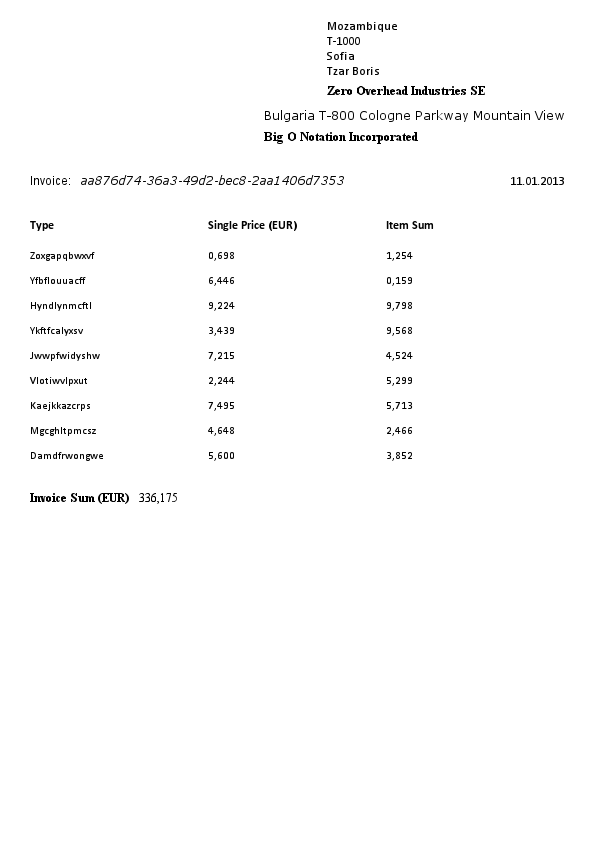 Mozambique
T-1000
Sofia
Tzar Boris
Zero Overhead Industries SE
Bulgaria T-800 Cologne Parkway Mountain View
Big O Notation Incorporated
Invoice: aa876d74-36a3-49d2-bec8-2aa1406d7353 11.01.2013
Type Single Price (EUR) Item Sum
Zoxgapqbwxvf 0,698 1,254
Yfbflouuacff 6,446 0,159
Hyndlynmcftl 9,224 9,798
Ykftfcalyxsv 3,439 9,568
Jwwpfwidyshw 7,215 4,524
Vlotiwvlpxut 2,244 5,299
Kaejkkazcrps 7,495 5,713
Mgcghltpmcsz 4,648 2,466
Damdfrwongwe 5,600 3,852
Invoice Sum (EUR) 336,175